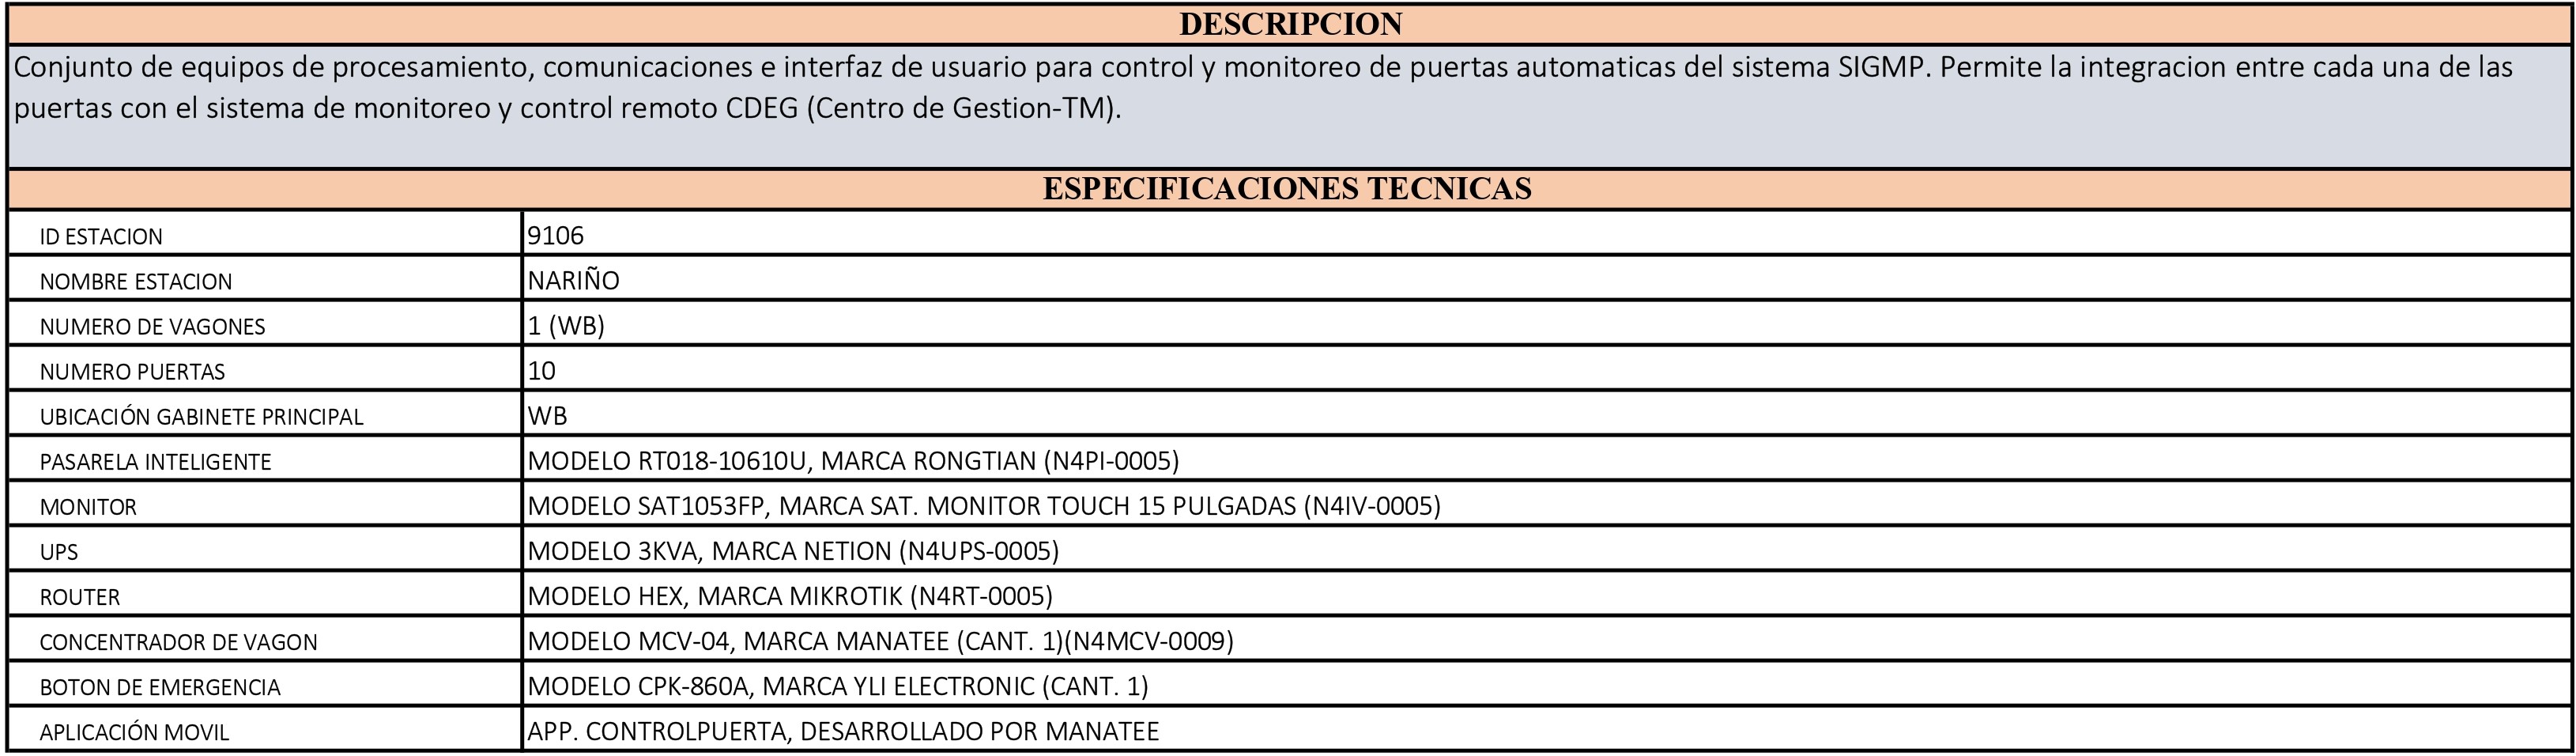 DESCRIPCION
Conjunto de equipos de procesamiento, comunicaciones e interfaz de usuario para control y monitoreo de puertas automaticas del sistema SIGMP. Permite la integracion entre cada una de las
puertas con el sistema de monitoreo y control remoto CDEG (Centro de Gestion-TM).
ESPECIFICACIONES TECNICAS
ID ESTACION 9106
NOMBRE ESTACION NARIÑO
NUMERO DE VAGONES 1 (WB)
NUMERO PUERTAS 10
UBICACIÓN GABINETE PRINCIPAL WB
PASARELA INTELIGENTE MODELO RT018-10610U, MARCA RONGTIAN (N4PI-0005)
MONITOR MODELO SAT1053FP, MARCA SAT. MONITOR TOUCH 15 PULGADAS (N4IV-0005)
UPS MODELO 3KVA, MARCA NETION (N4UPS-0005)
ROUTER MODELO HEX, MARCA MIKROTIK (N4RT-0005)
CONCENTRADOR DE VAGON MODELO MCV-04, MARCA MANATEE (CANT. 1)(N4MCV-0009)
BOTON DE EMERGENCIA MODELO CPK-860A, MARCA YLI ELECTRONIC (CANT. 1)
APLICACIÓN MOVIL APP. CONTROLPUERTA, DESARROLLADO POR MANATEE